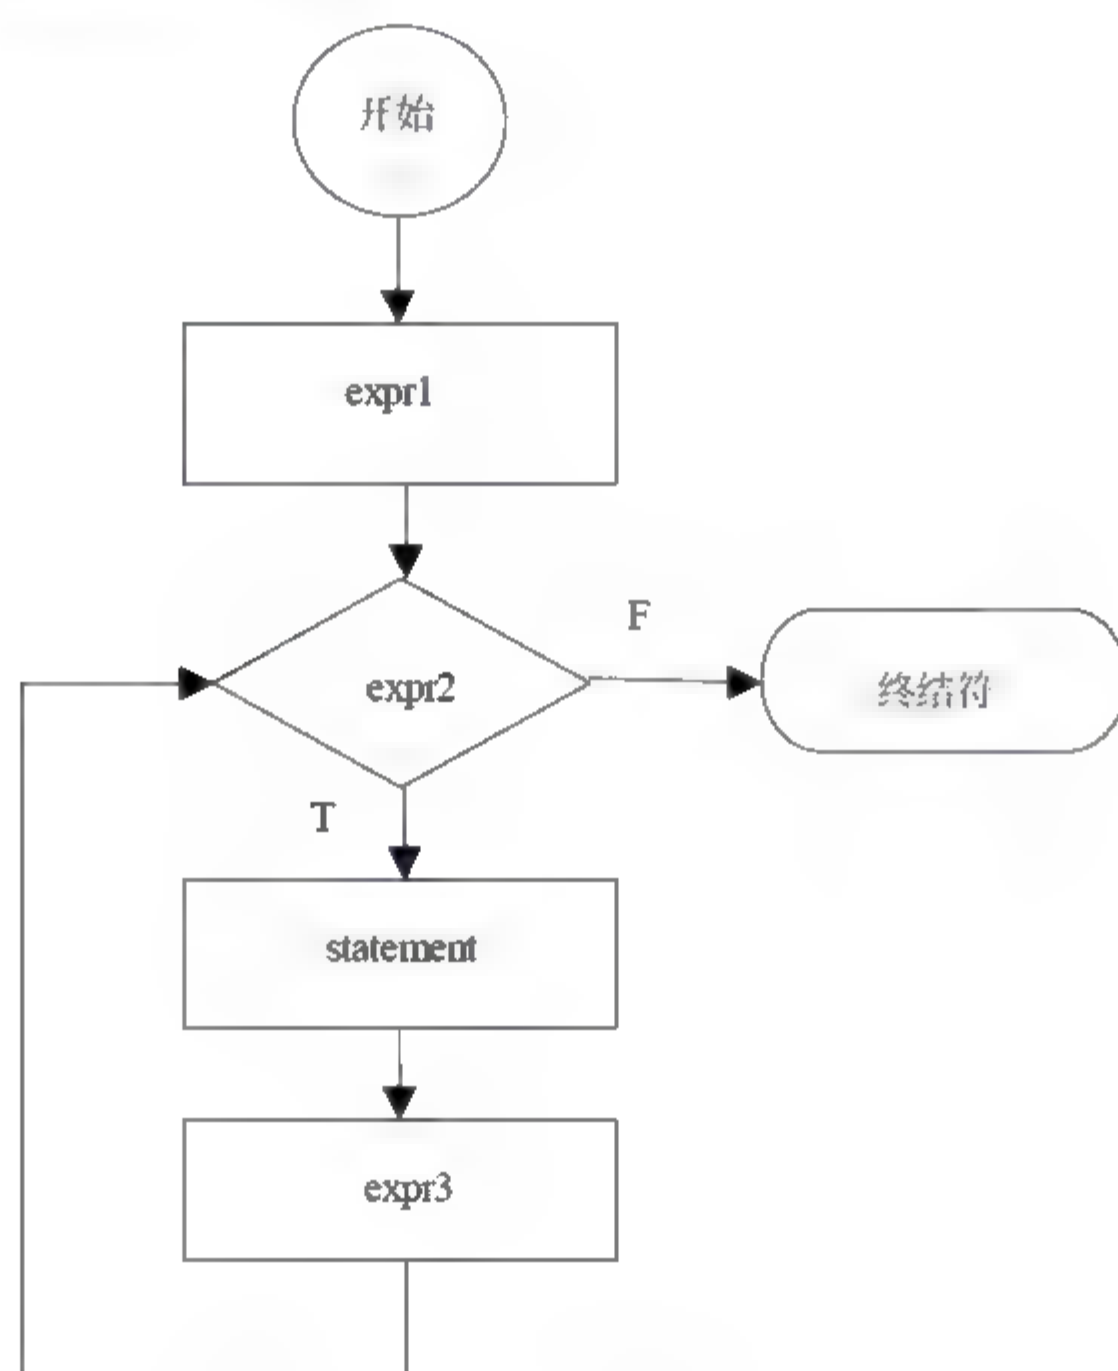 开始
expr1
expr2
F
终结符
T
statement
expr3